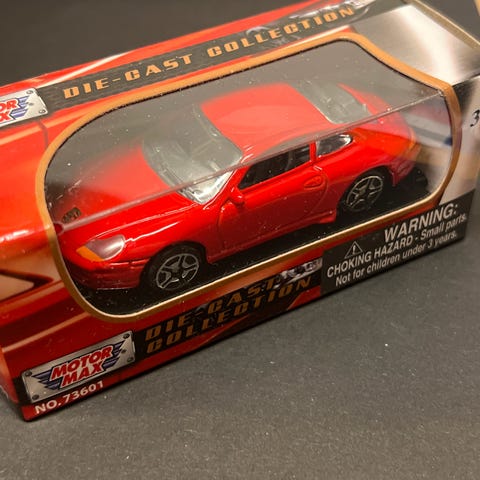 DIE-CAST COLLECTION
MOTOR
MAX
3
WARNING:
CHOKING HAZARD - Small parts.
Not for children under 3 years.
DIE-CAST
COLLECTION
MOTOR
MAX
NO. 73601